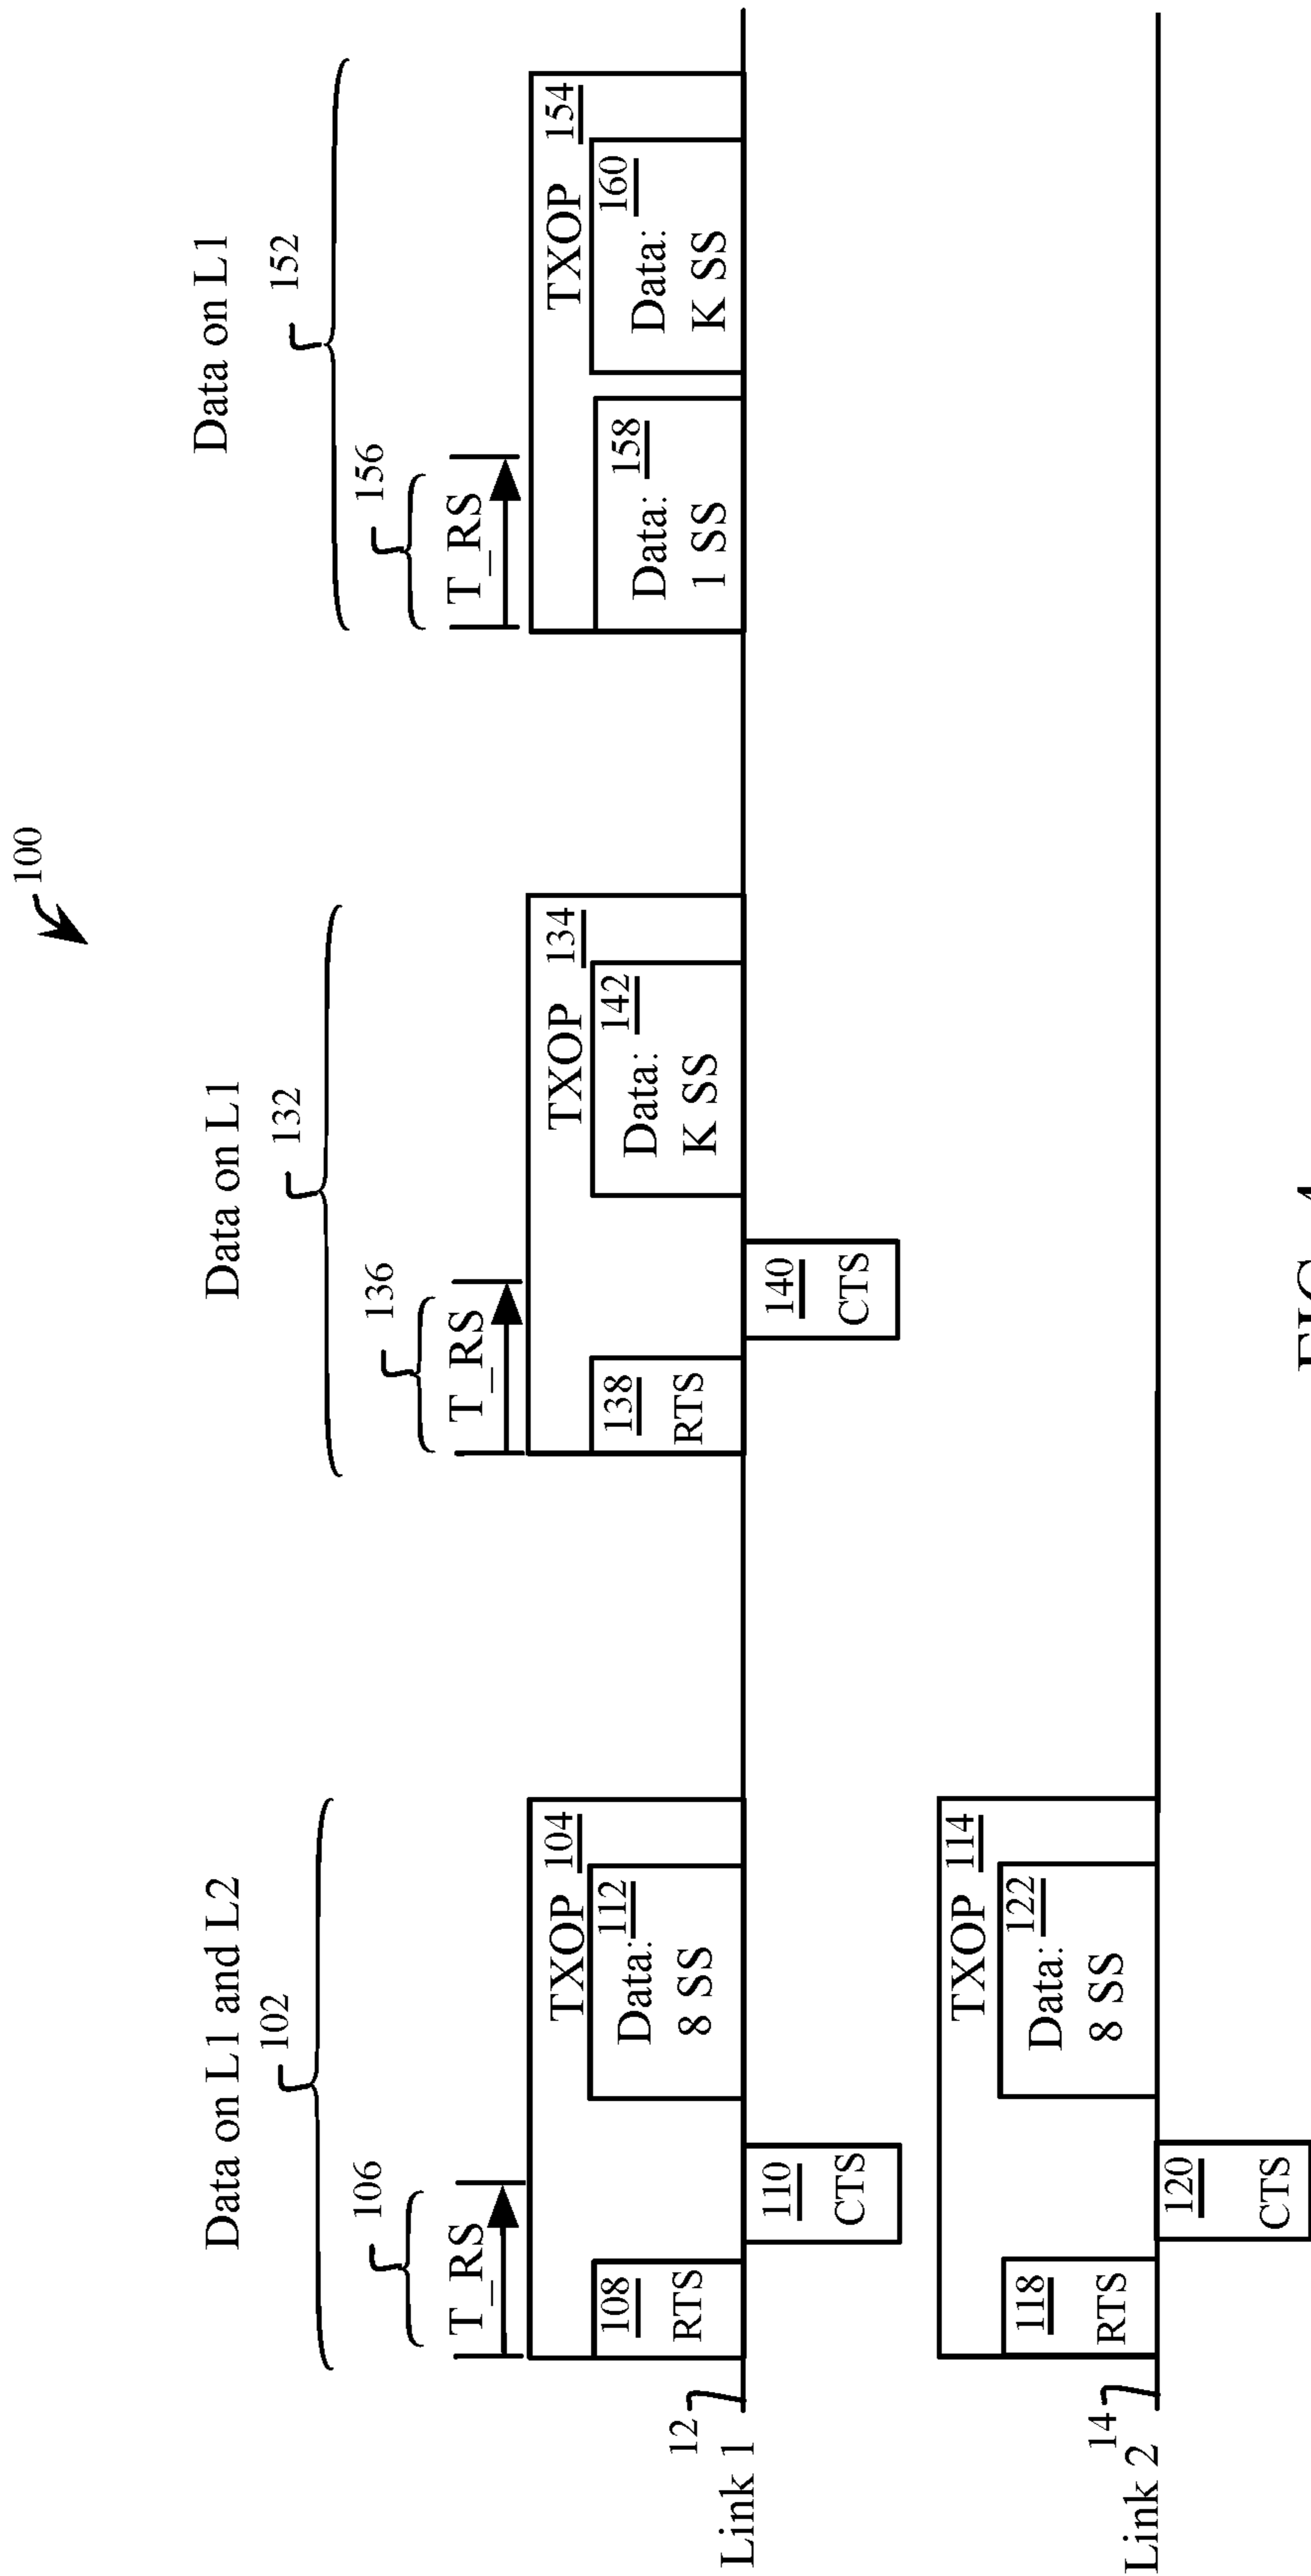 100
Data on L1 and L2
102
Data on L1
132
Data on L1
152
106
T_RS
136
T_RS
156
T_RS
TXOP 104
108
RTS
Data: 112
8 SS
110
CTS
TXOP 134
138
RTS
Data: 142
K SS
140
CTS
TXOP 154
Data: 158
1 SS
Data: 160
K SS
12
Link 1
TXOP 114
118
RTS
Data: 122
8 SS
120
CTS
14
Link 2
FIG.